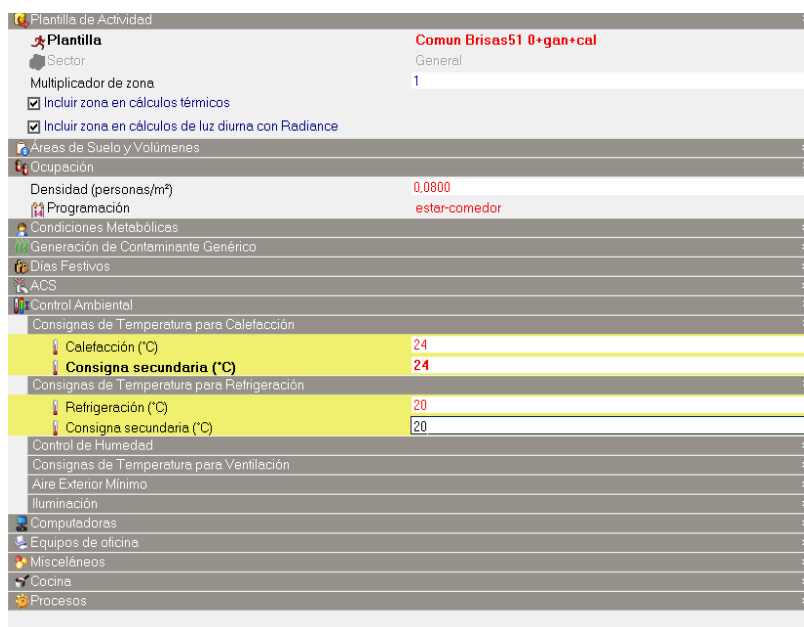 Plantilla de Actividad
Plantilla Comun Brisas51 0+gan+cal
Sector General
Multiplicador de zona 1
Incluir zona en cálculos térmicos
Incluir zona en cálculos de luz diurna con Radiance
Áreas de Suelo y Volúmenes
Ocupación
Densidad (personas/m²) 0,0800
14 Programación estar-comedor
Condiciones Metabólicas
Generación de Contaminante Genérico
Días Festivos
ACS
Control Ambiental
Consignas de Temperatura para Calefacción
Calefacción (°C) 24
Consigna secundaria (°C) 24
Consignas de Temperatura para Refrigeración
Refrigeración (°C) 20
Consigna secundaria (°C) 20
Control de Humedad
Consignas de Temperatura para Ventilación
Aire Exterior Mínimo
Iluminación
Computadoras
Equipos de oficina
Misceláneos
Cocina
Procesos